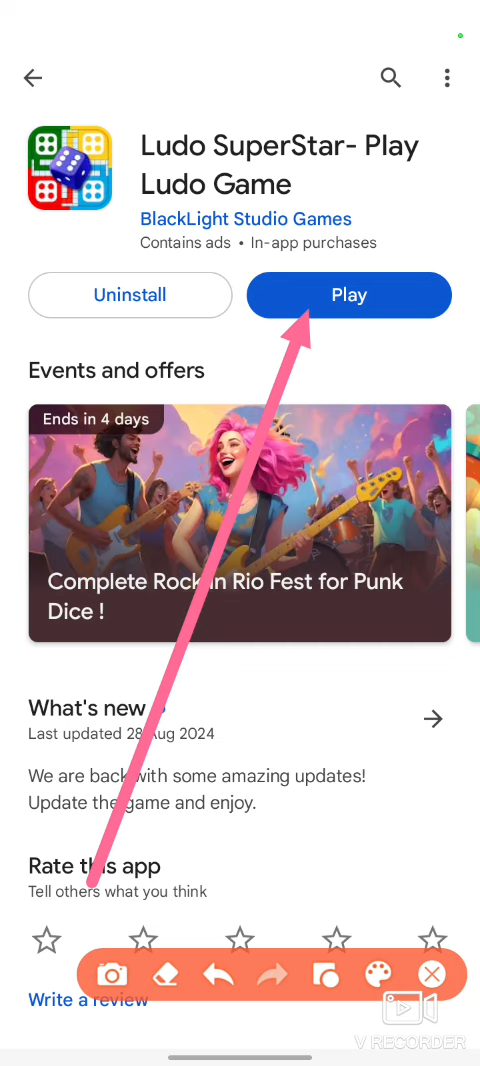 Ludo SuperStar- Play
Ludo Game
BlackLight Studio Games
Contains ads • In-app purchases
Uninstall
Play
Events and offers
Ends in 4 days
Complete Rock in Rio Fest for Punk
Dice !
What's new
Last updated 28 Aug 2024
We are back with some amazing updates!
Update the game and enjoy.
Rate this app
Tell others what you think
Write a review
V RECORDER